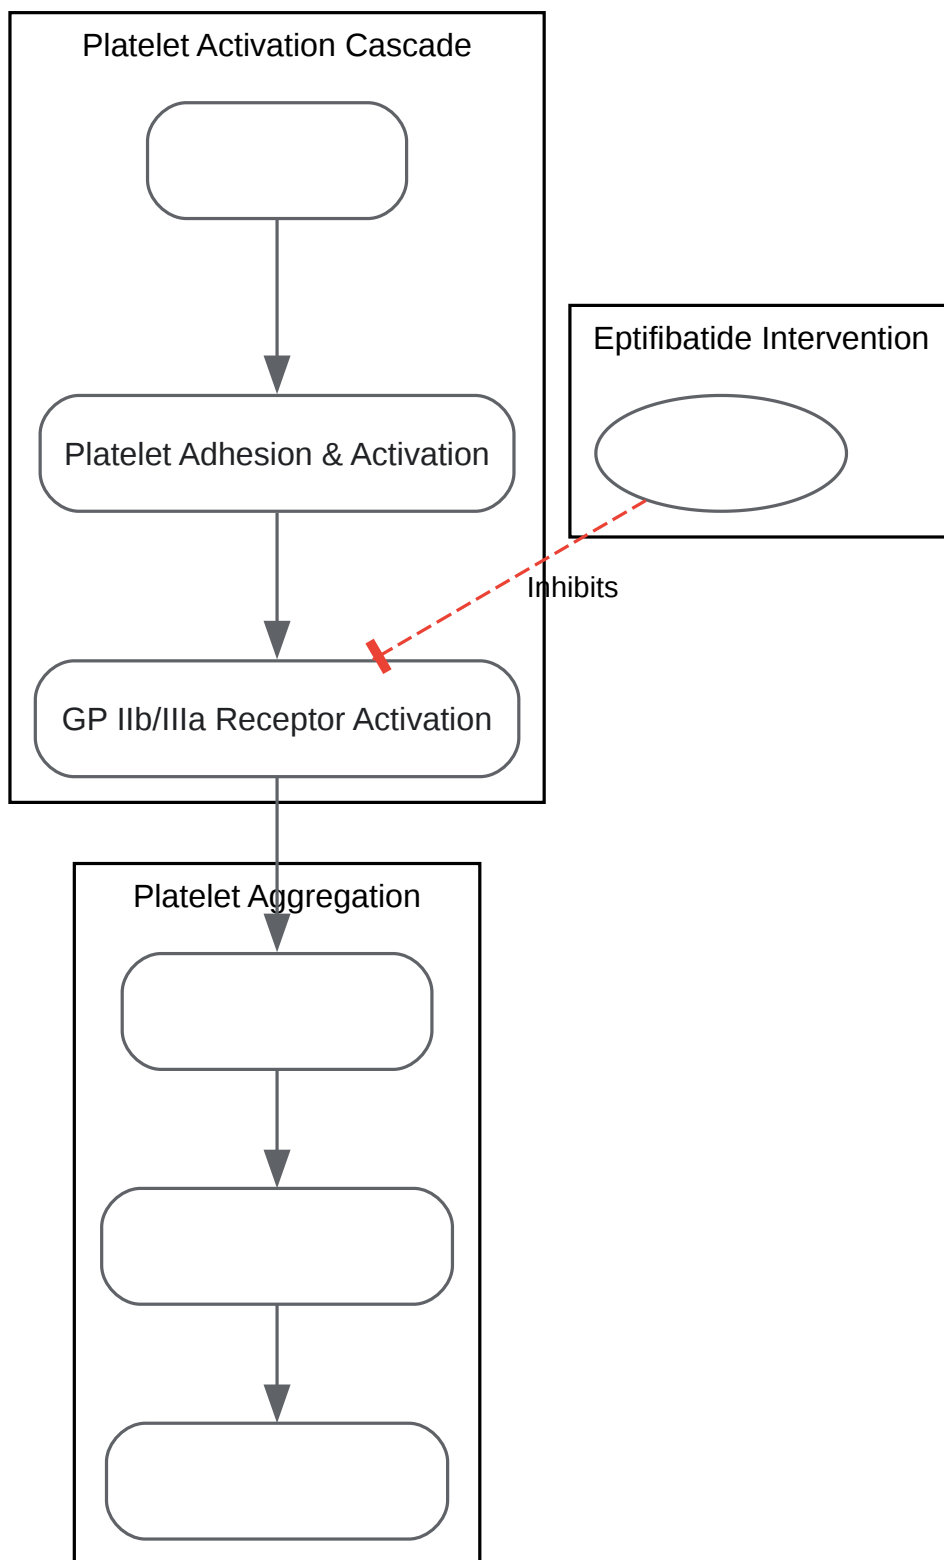 Platelet Activation Cascade
Eptifibatide Intervention
Platelet Adhesion & Activation
Inhibits
GP IIb/IIIa Receptor Activation
Platelet Aggregation